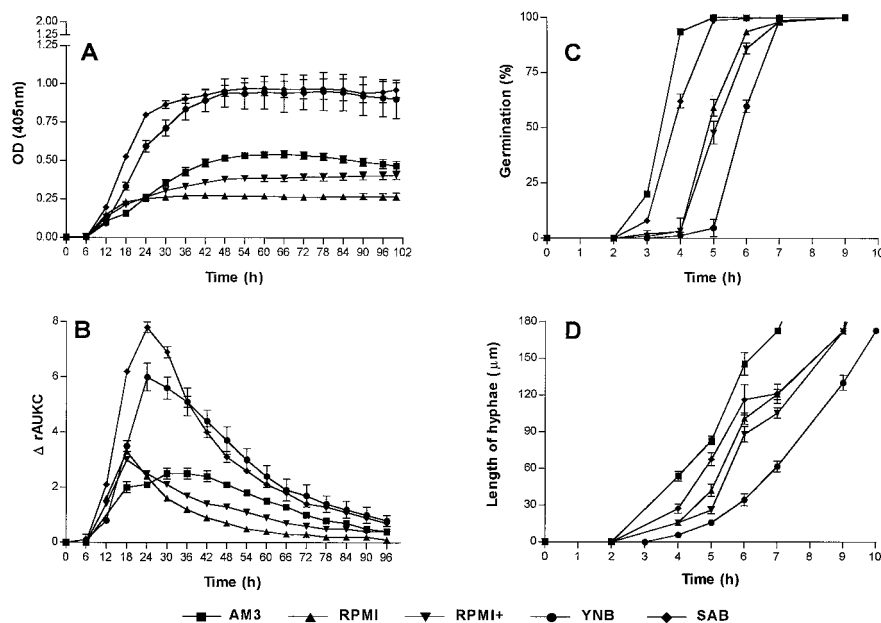 A
OD (405nm)
2.00
1.25
1.25
1.00
0.75
0.50
0.25
0.00
0 6 12 18 24 30 36 42 48 54 60 66 72 78 84 90 96 102
Time (h)
C
Germination (%)
100
75
50
25
0
0 1 2 3 4 5 6 7 8 9 10
Time (h)
B
Δ rAUKC
8
6
4
2
0
0 6 12 18 24 30 36 42 48 54 60 66 72 78 84 90 96
Time (h)
D
Length of hyphae (μm)
180
150
120
90
60
30
0
0 1 2 3 4 5 6 7 8 9 10
Time (h)
AM3 RPMI RPMI+ YNB SAB